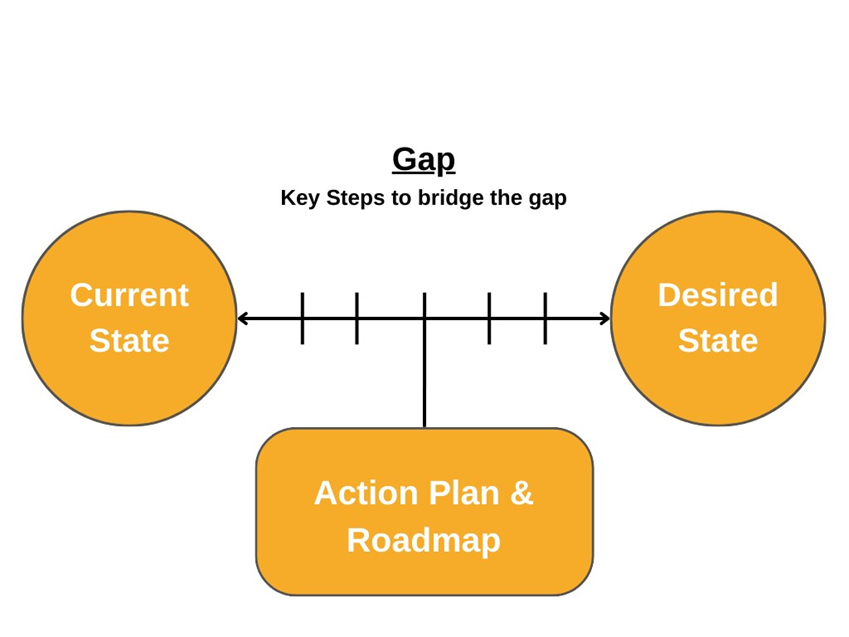 Gap
Key Steps to bridge the gap
Current
State
Desired
State
Action Plan &
Roadmap